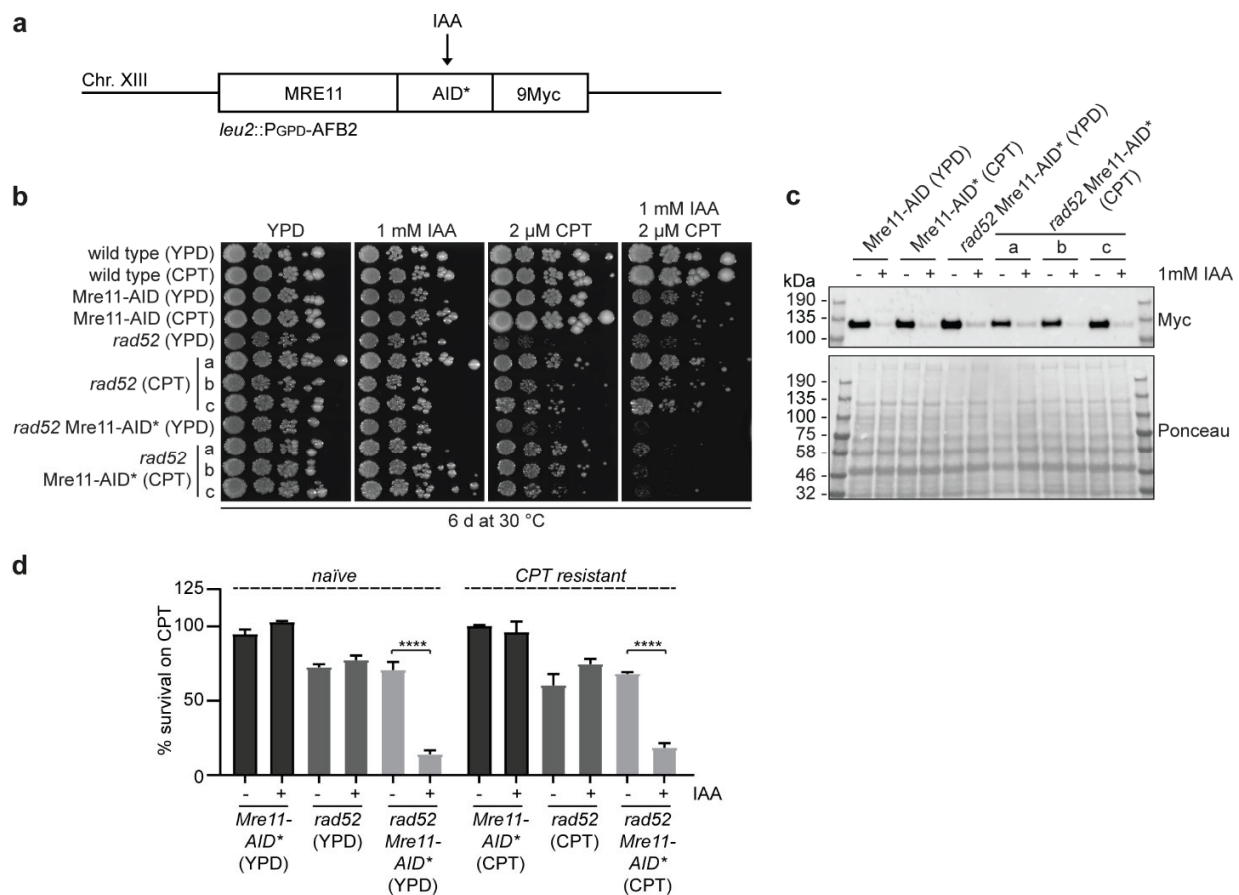 a
IAA
Chr. XIII
MRE11 AID* 9Myc
leu2::PGPD-AFB2
b
YPD 1 mM IAA 2 µM CPT 1 mM IAA 2 µM CPT
wild type (YPD)
wild type (CPT)
Mre11-AID (YPD)
Mre11-AID (CPT)
rad52 (YPD)
rad52 (CPT)
a
b
c
rad52 Mre11-AID* (YPD)
rad52
Mre11-AID* (CPT)
a
b
c
6 d at 30 °C
c
Mre11-AID (YPD)
Mre11-AID* (CPT)
rad52 Mre11-AID* (YPD)
rad52 Mre11-AID*
(CPT)
a b c
- + - + - + - + - + - + 1mM IAA
kDa
190
135
100
Myc
190
135
100
75
58
46
32
Ponceau
d
naïve CPT resistant
% survival on CPT
125
100
50
0
**** ****
- + - + - + - + - + - + IAA
Mre11-AID* (YPD)
rad52 (YPD)
rad52 Mre11-AID* (YPD)
Mre11-AID* (CPT)
rad52 (CPT)
rad52 Mre11-AID* (CPT)